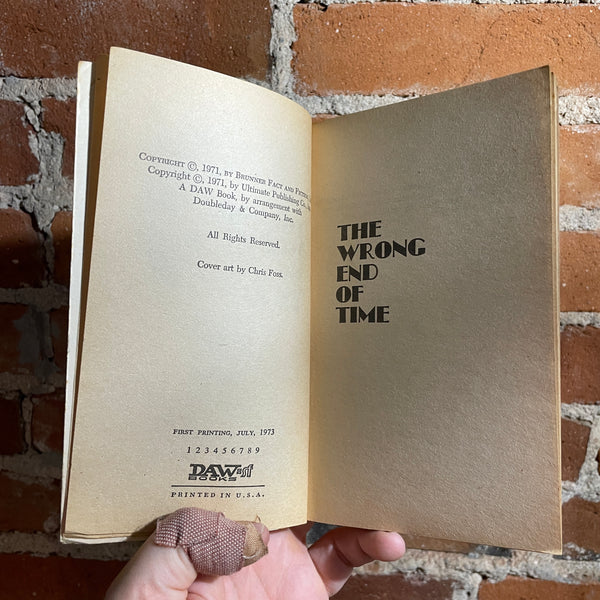 COPYRIGHT ©, 1971, BY BRUNNER FACT AND
Copyright ©, 1971, by Ultimate Publishing Co.,
A DAW Book, by arrangement with
Doubleday & Company, Inc.
All Rights Reserved.
Cover art by Chris Foss.
FIRST PRINTING, JULY, 1973
1 2 3 4 5 6 7 8 9
DAW sf
BOOKS
PRINTED IN U.S.A.
THE
WRONG
END
OF
TIME